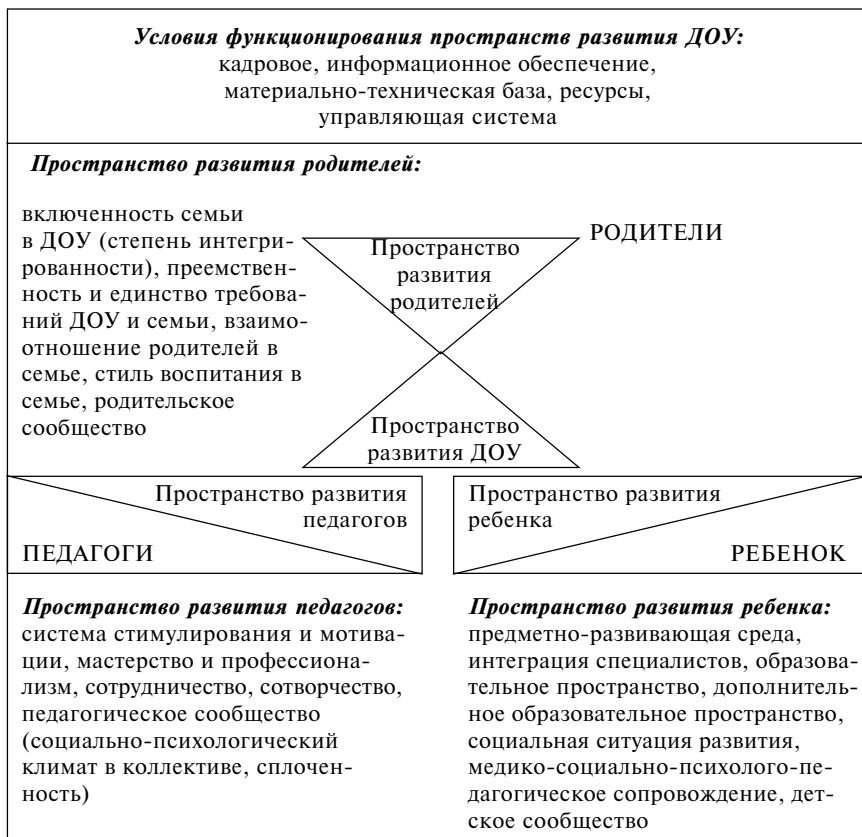 Условия функционирования пространств развития ДОУ:
кадровое, информационное обеспечение,
материально-техническая база, ресурсы,
управляющая система
Пространство развития родителей:
включенность семьи
в ДОУ (степень интегри-
рованности), преемствен-
ность и единство требова-
ний ДОУ и семьи, взаимо-
отношение родителей в
семье, стиль воспитания в
семье, родительское
сообщество
Пространство
развития
родителей
РОДИТЕЛИ
Пространство
развития ДОУ
Пространство развития
педагогов
ПЕДАГОГИ
Пространство развития
ребенка
РЕБЕНОК
Пространство развития педагогов:
система стимулирования и мотива-
ции, мастерство и профессиона-
лизм, сотрудничество, сотворчество,
педагогическое сообщество
(социально-психологический
климат в коллективе, сплочен-
ность)
Пространство развития ребенка:
предметно-развивающая среда,
интеграция специалистов, образова-
тельное пространство, дополнитель-
ное образовательное пространство,
социальная ситуация развития,
медико-социально-психолого-пе-
дагогическое сопровождение, дет-
ское сообщество